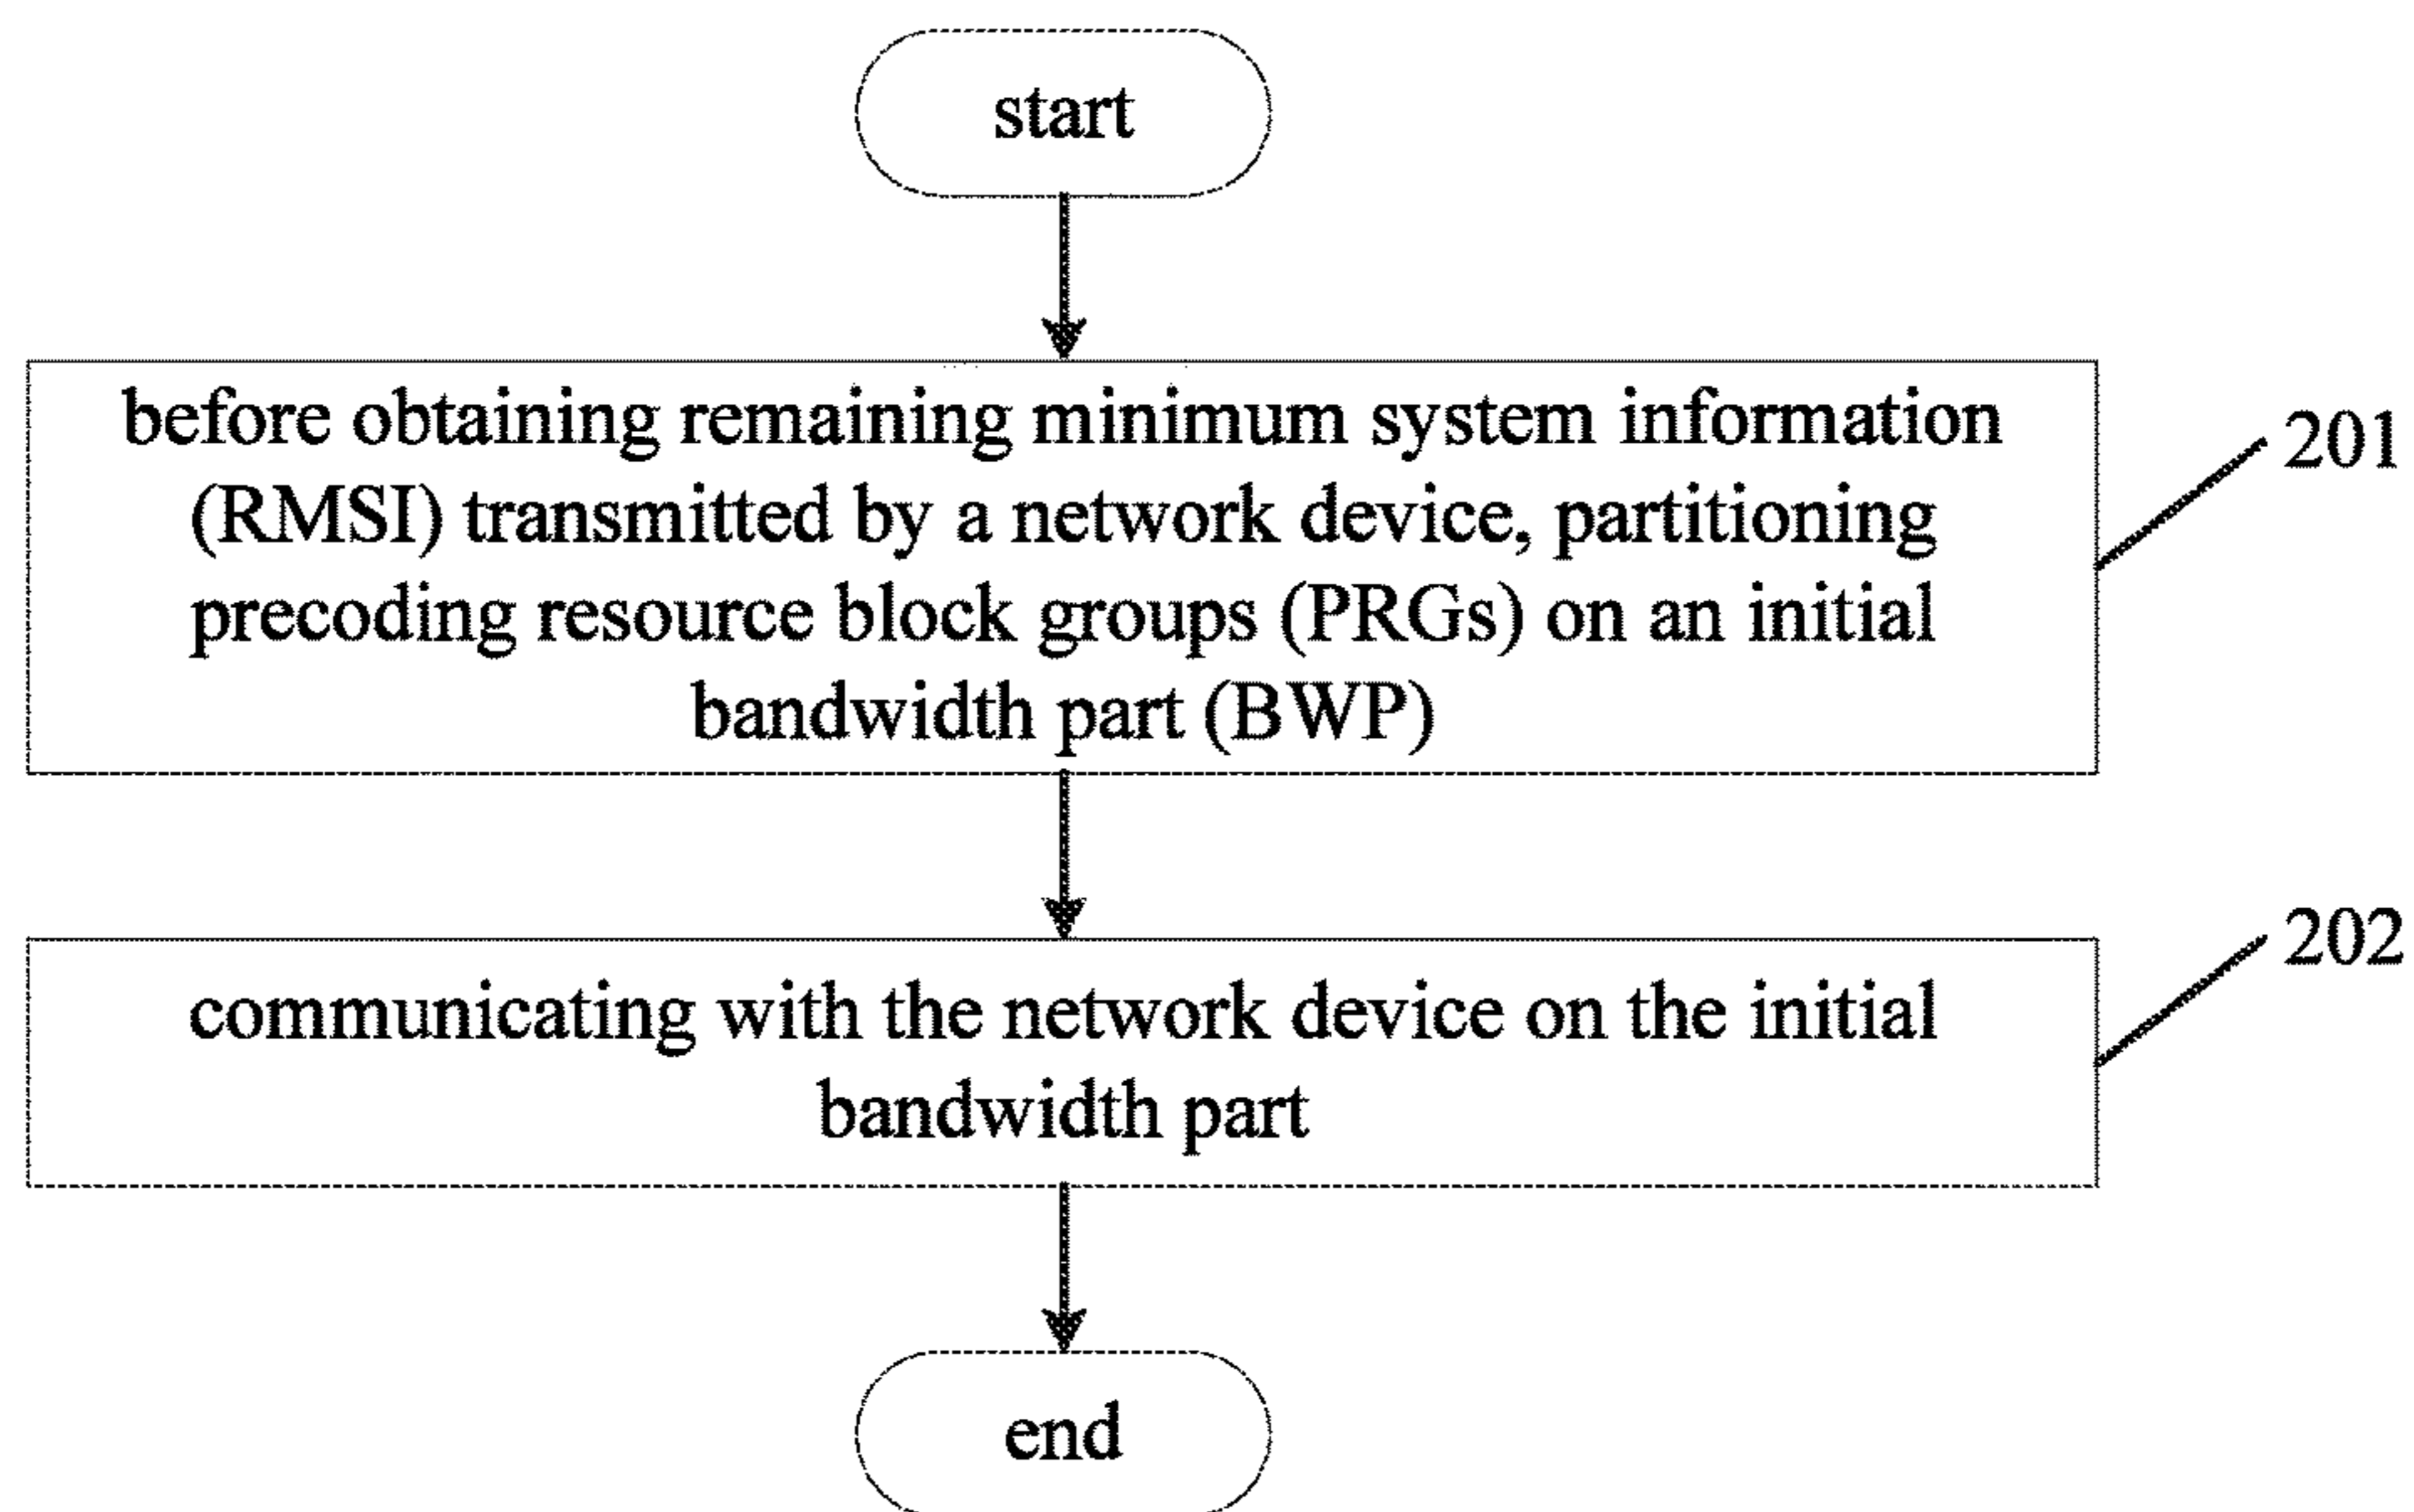 start
before obtaining remaining minimum system information
(RMSI) transmitted by a network device, partitioning
precoding resource block groups (PRGs) on an initial
bandwidth part (BWP)
201
communicating with the network device on the initial
bandwidth part
202
end